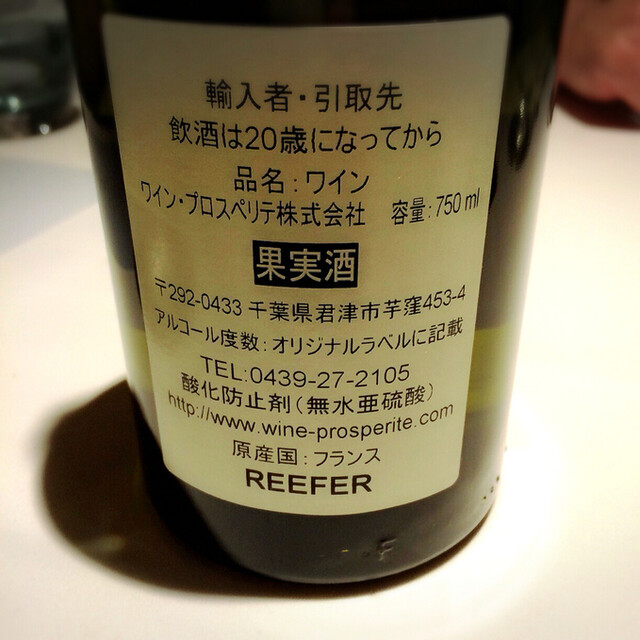 輸入者・引取先
飲酒は20歳になってから
品名：ワイン
ワイン・プロスペリテ株式会社 容量：750 ml
果実酒
〒292-0433 千葉県君津市芋窪453-4
アルコール度数：オリジナルラベルに記載
TEL:0439-27-2105
酸化防止剤（無水亜硫酸）
http://www.wine-prosperite.com
原産国：フランス
REEFER
F